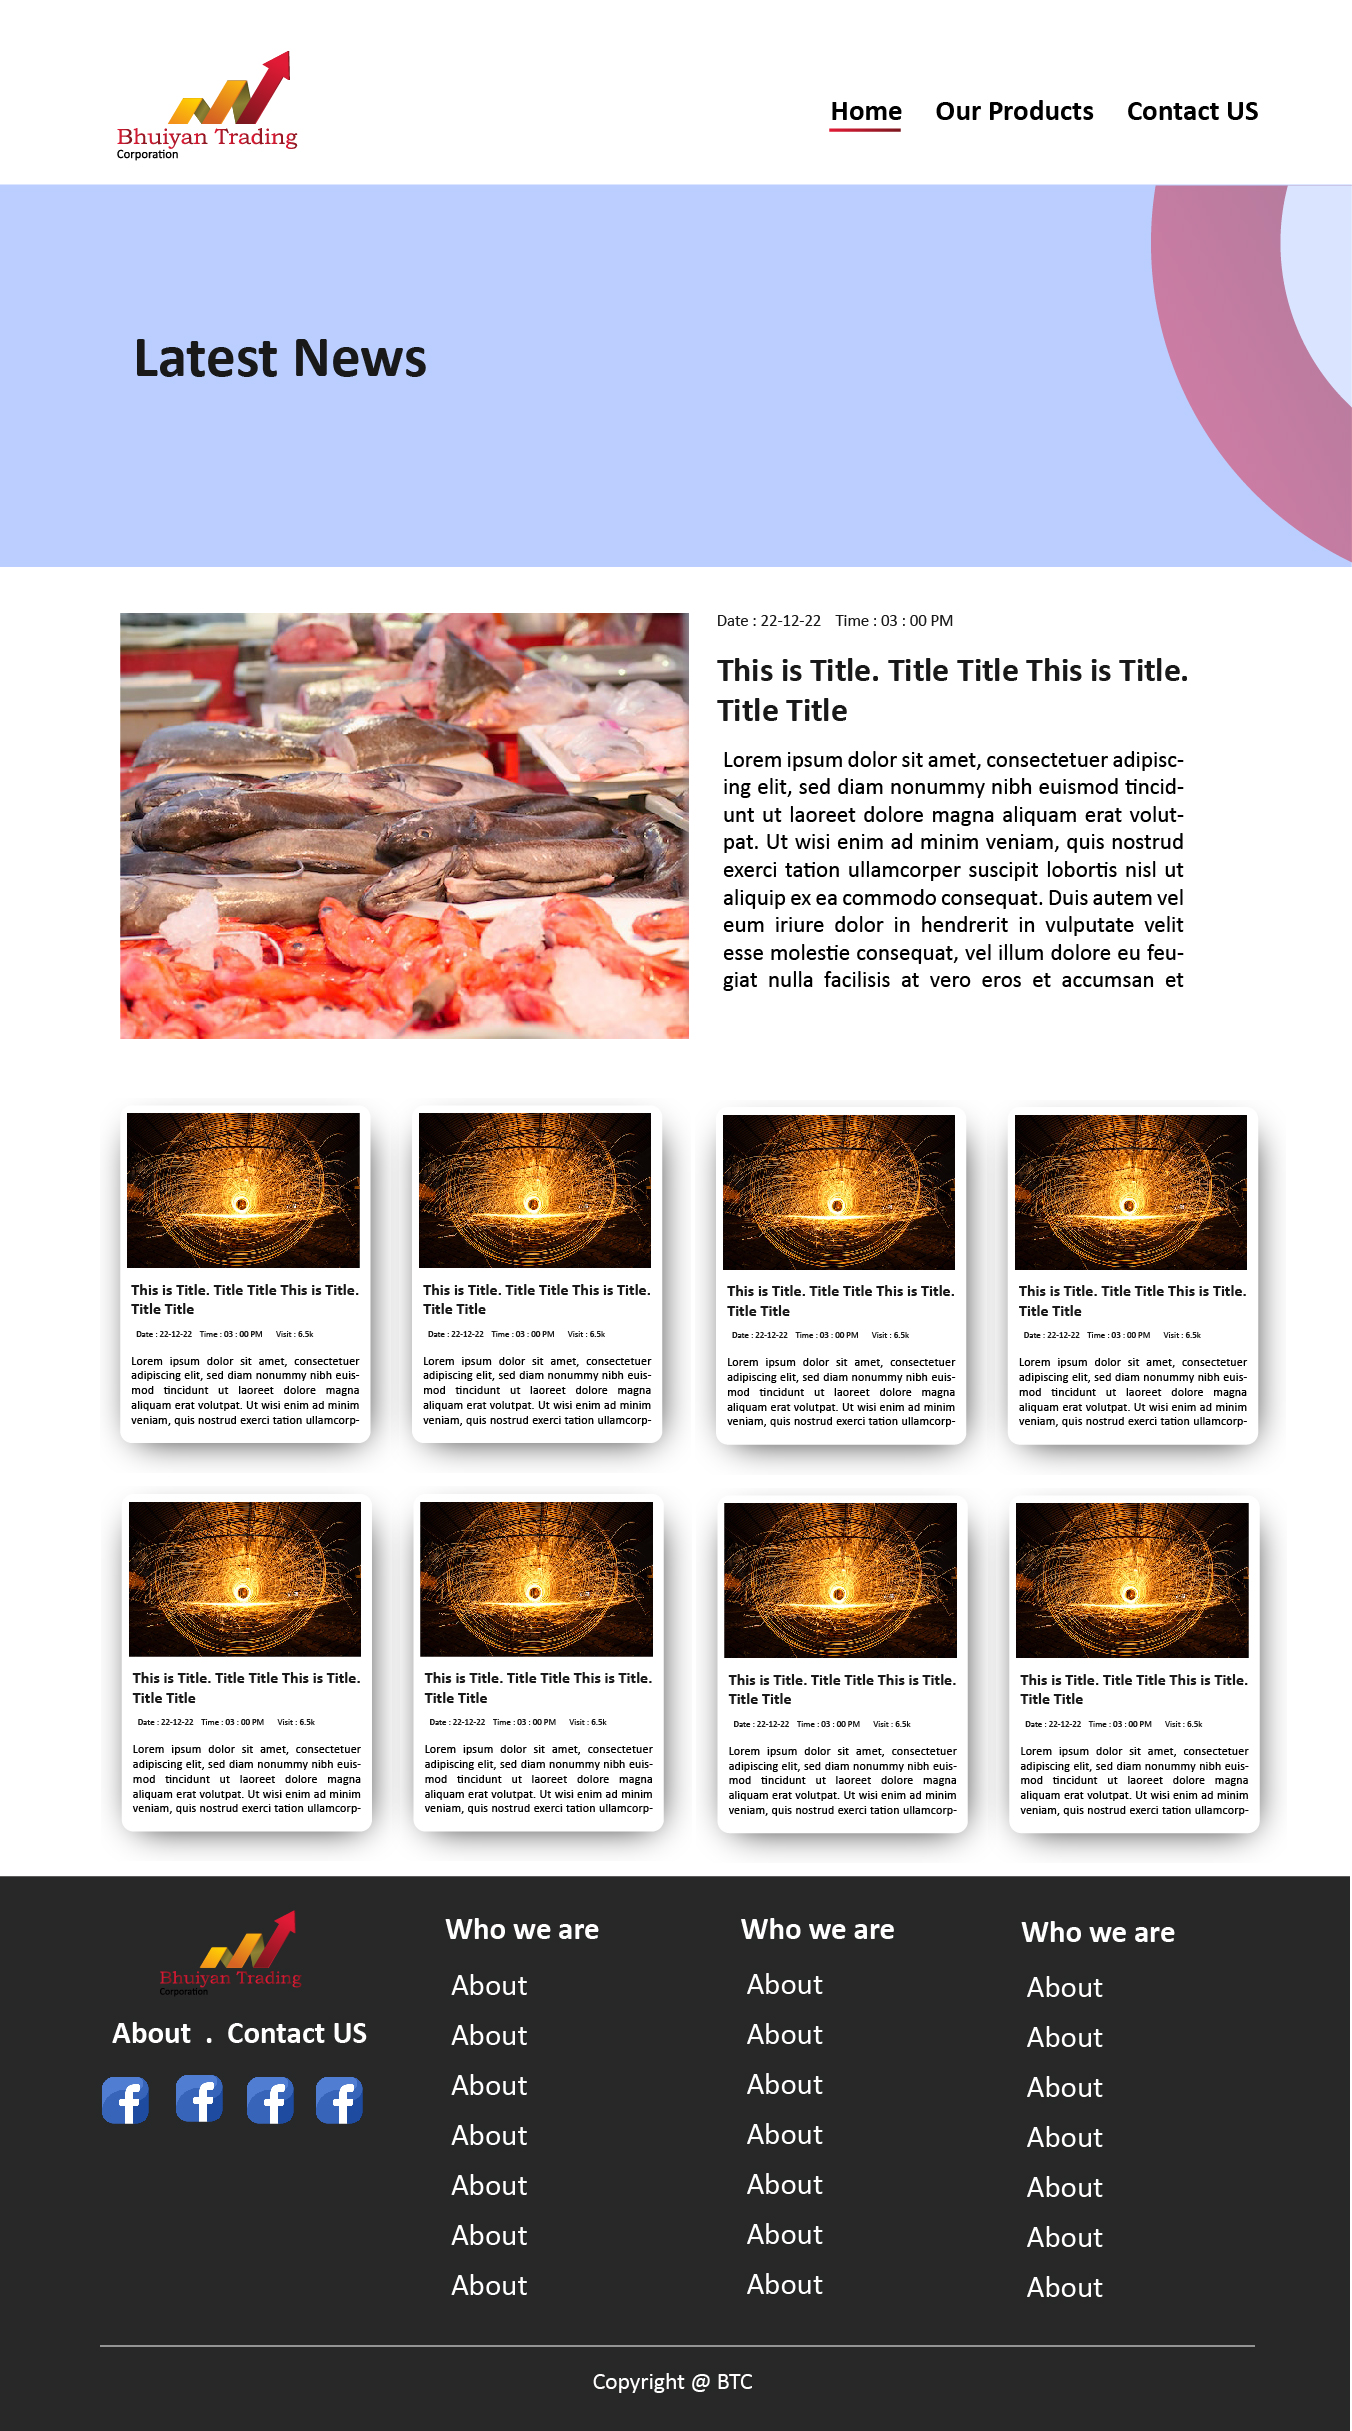 Bhuiyan Trading
Corporation
Home Our Products Contact US
Latest News
Date : 22-12-22 Time : 03 : 00 PM
This is Title. Title Title This is Title.
Title Title
Lorem ipsum dolor sit amet, consectetuer adipisc-
ing elit, sed diam nonummy nibh euismod tincid-
unt ut laoreet dolore magna aliquam erat volut-
pat. Ut wisi enim ad minim veniam, quis nostrud
exerci tation ullamcorper suscipit lobortis nisl ut
aliquip ex ea commodo consequat. Duis autem vel
eum iriure dolor in hendrerit in vulputate velit
esse molestie consequat, vel illum dolore eu feu-
giat nulla facilisis at vero eros et accumsan et
This is Title. Title Title This is Title.
Title Title
Date : 22-12-22 Time : 03 : 00 PM Visit : 6.5k
Lorem ipsum dolor sit amet, consectetuer
adipiscing elit, sed diam nonummy nibh euis-
mod tincidunt ut laoreet dolore magna
aliquam erat volutpat. Ut wisi enim ad minim
veniam, quis nostrud exerci tation ullamcorp-
This is Title. Title Title This is Title.
Title Title
Date : 22-12-22 Time : 03 : 00 PM Visit : 6.5k
Lorem ipsum dolor sit amet, consectetuer
adipiscing elit, sed diam nonummy nibh euis-
mod tincidunt ut laoreet dolore magna
aliquam erat volutpat. Ut wisi enim ad minim
veniam, quis nostrud exerci tation ullamcorp-
This is Title. Title Title This is Title.
Title Title
Date : 22-12-22 Time : 03 : 00 PM Visit : 6.5k
Lorem ipsum dolor sit amet, consectetuer
adipiscing elit, sed diam nonummy nibh euis-
mod tincidunt ut laoreet dolore magna
aliquam erat volutpat. Ut wisi enim ad minim
veniam, quis nostrud exerci tation ullamcorp-
This is Title. Title Title This is Title.
Title Title
Date : 22-12-22 Time : 03 : 00 PM Visit : 6.5k
Lorem ipsum dolor sit amet, consectetuer
adipiscing elit, sed diam nonummy nibh euis-
mod tincidunt ut laoreet dolore magna
aliquam erat volutpat. Ut wisi enim ad minim
veniam, quis nostrud exerci tation ullamcorp-
This is Title. Title Title This is Title.
Title Title
Date : 22-12-22 Time : 03 : 00 PM Visit : 6.5k
Lorem ipsum dolor sit amet, consectetuer
adipiscing elit, sed diam nonummy nibh euis-
mod tincidunt ut laoreet dolore magna
aliquam erat volutpat. Ut wisi enim ad minim
veniam, quis nostrud exerci tation ullamcorp-
This is Title. Title Title This is Title.
Title Title
Date : 22-12-22 Time : 03 : 00 PM Visit : 6.5k
Lorem ipsum dolor sit amet, consectetuer
adipiscing elit, sed diam nonummy nibh euis-
mod tincidunt ut laoreet dolore magna
aliquam erat volutpat. Ut wisi enim ad minim
veniam, quis nostrud exerci tation ullamcorp-
This is Title. Title Title This is Title.
Title Title
Date : 22-12-22 Time : 03 : 00 PM Visit : 6.5k
Lorem ipsum dolor sit amet, consectetuer
adipiscing elit, sed diam nonummy nibh euis-
mod tincidunt ut laoreet dolore magna
aliquam erat volutpat. Ut wisi enim ad minim
veniam, quis nostrud exerci tation ullamcorp-
This is Title. Title Title This is Title.
Title Title
Date : 22-12-22 Time : 03 : 00 PM Visit : 6.5k
Lorem ipsum dolor sit amet, consectetuer
adipiscing elit, sed diam nonummy nibh euis-
mod tincidunt ut laoreet dolore magna
aliquam erat volutpat. Ut wisi enim ad minim
veniam, quis nostrud exerci tation ullamcorp-
Bhuiyan Trading
Corporation
About . Contact US
Who we are
About
About
About
About
About
About
About
Who we are
About
About
About
About
About
About
About
Who we are
About
About
About
About
About
About
About
Copyright @ BTC